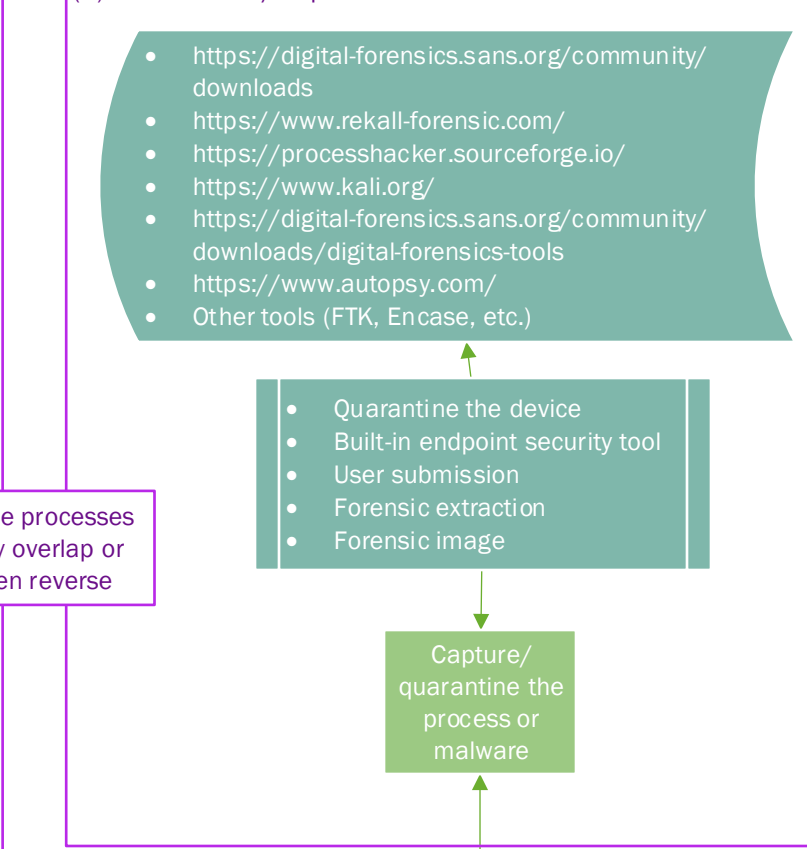 • https://digital-forensics.sans.org/community/
downloads
• https://www.rekall-forensic.com/
• https://processhacker.sourceforge.io/
• https://www.kali.org/
• https://digital-forensics.sans.org/community/
downloads/digital-forensics-tools
• https://www.autopsy.com/
• Other tools (FTK, Encase, etc.)
• Quarantine the device
• Built-in endpoint security tool
• User submission
• Forensic extraction
• Forensic image
processes
overlap or
reverse
Capture/
quarantine the
process or
malware